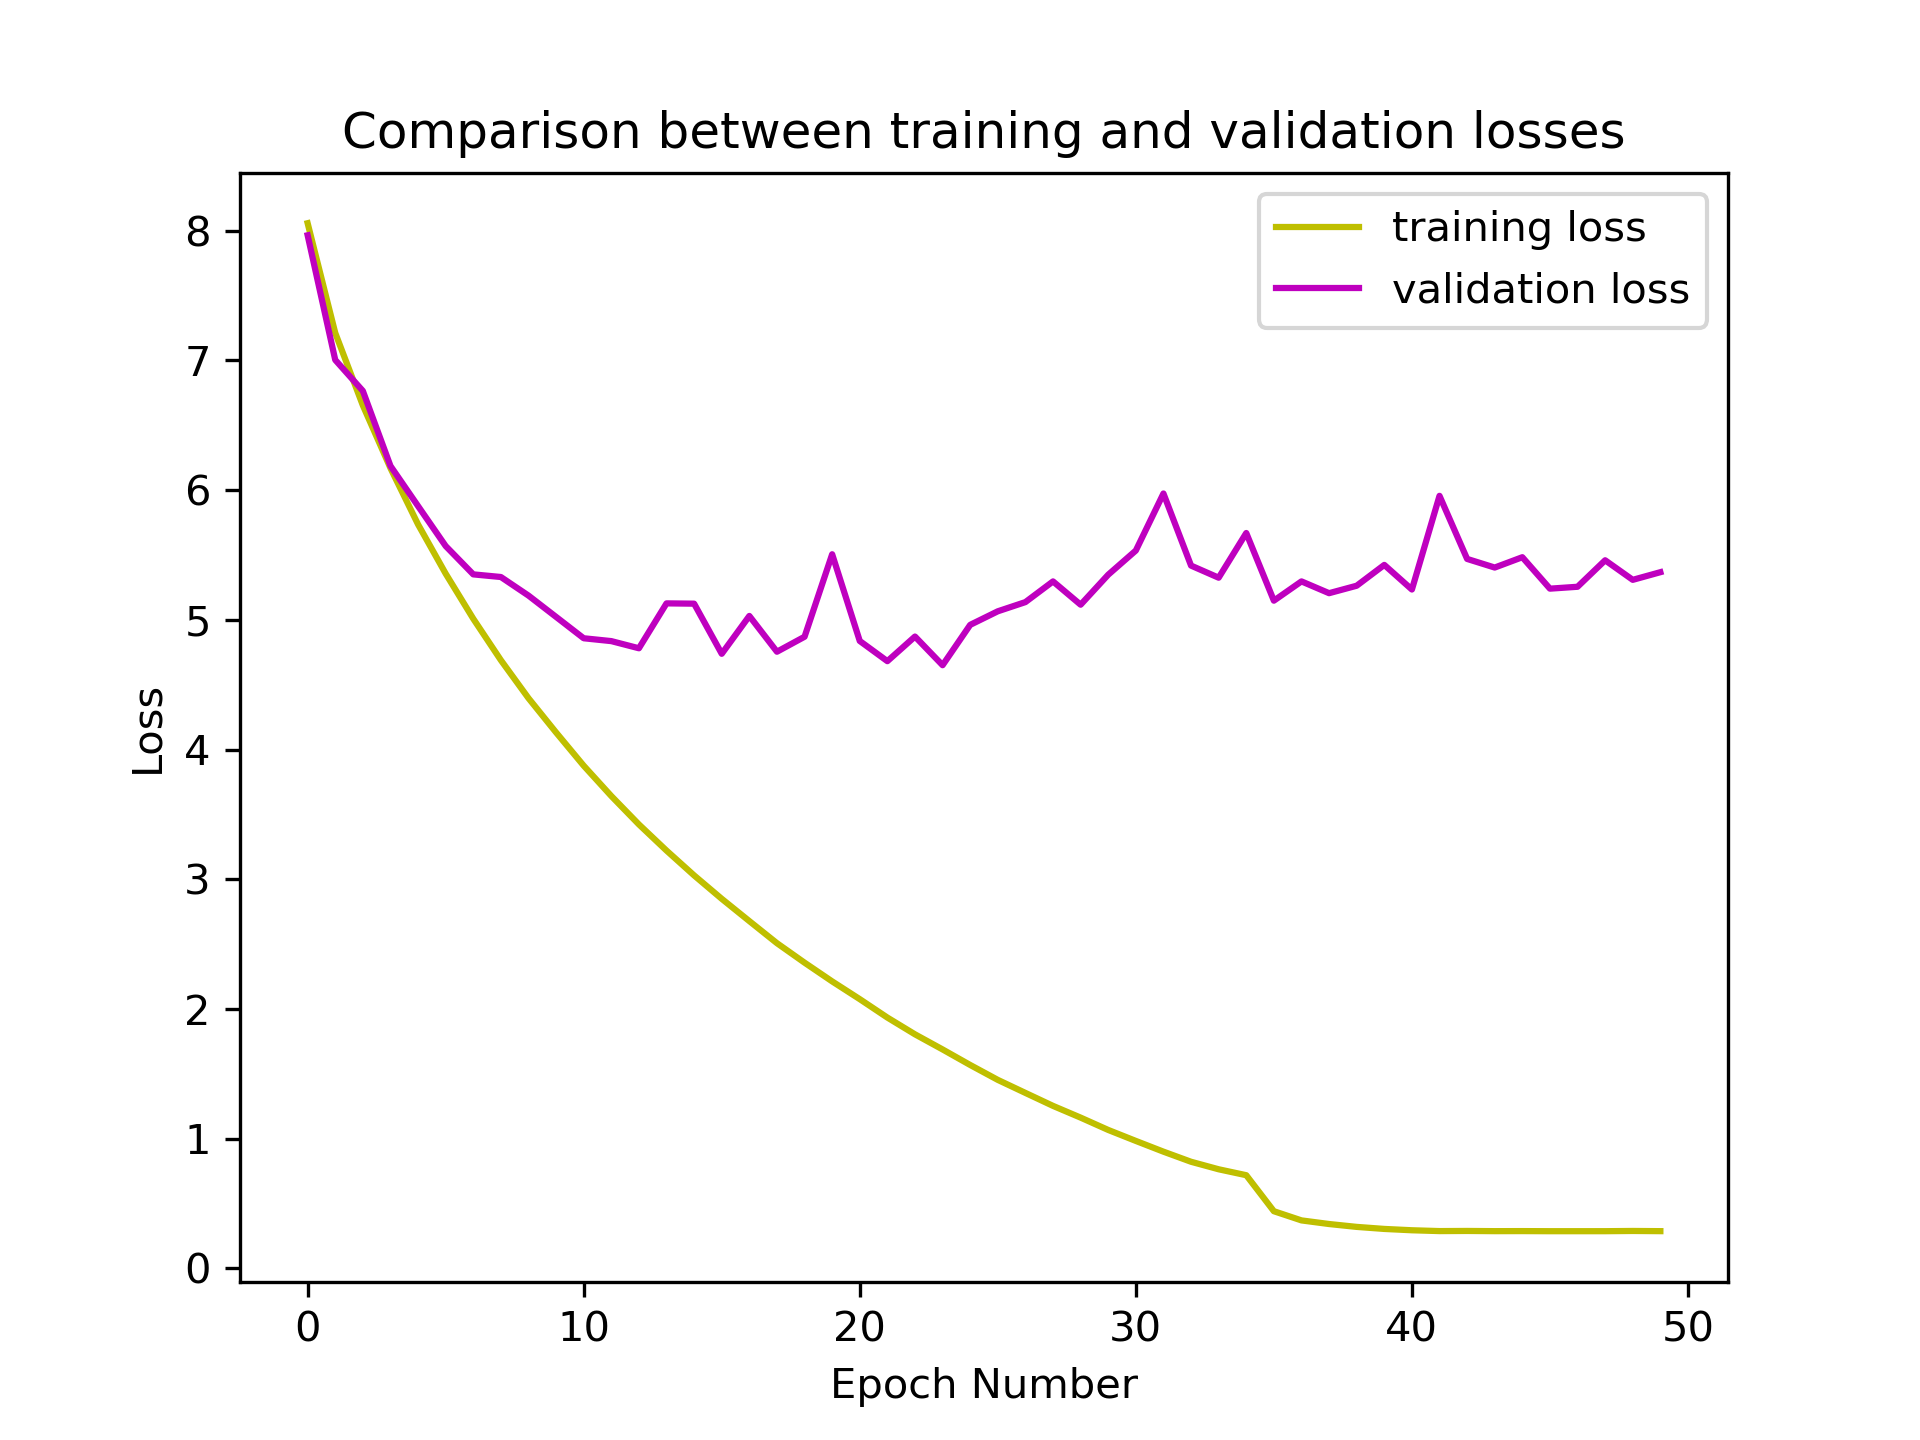 Comparison between training and validation losses
training loss
validation loss
8
7
6
5
4
3
2
1
0
Loss
0 10 20 30 40 50
Epoch Number